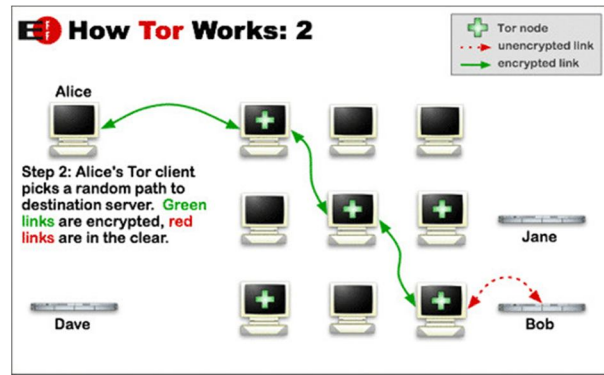 EFF How Tor Works: 2
Tor node
unencrypted link
encrypted link
Alice
Step 2: Alice's Tor client
picks a random path to
destination server. Green
links are encrypted, red
links are in the clear.
Jane
Dave
Bob